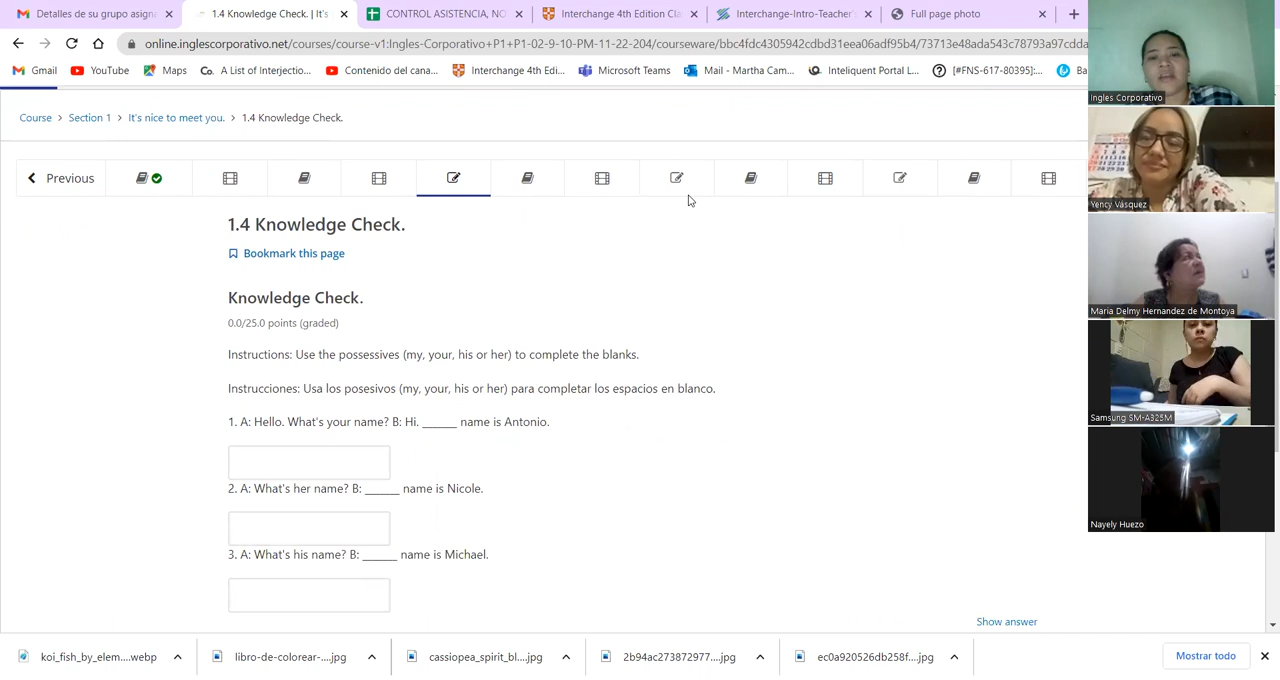 Detalles de su grupo asigna
1.4 Knowledge Check. | It's
CONTROL ASISTENCIA, NO
Interchange 4th Edition Cla
Interchange-Intro-Teacher'
Full page photo
online.inglescorporativo.net/courses/course-v1:Ingles-Corporativo+P1+P1-02-9-10-PM-11-22-204/courseware/bbc4fdc4305942cdbd31eea06adf95b4/73713e48ada543c78793a97cdda
Gmail
YouTube
Maps
A List of Interjectio...
Contenido del cana...
Interchange 4th Edi...
Microsoft Teams
Mail - Martha Cam...
Inteliquent Portal L...
[#FNS-617-80395]:...
Ba
Course > Section 1 > It's nice to meet you. > 1.4 Knowledge Check.
Previous
1.4 Knowledge Check.
Bookmark this page
Knowledge Check.
0.0/25.0 points (graded)
Instructions: Use the possessives (my, your, his or her) to complete the blanks.
Instrucciones: Usa los posesivos (my, your, his or her) para completar los espacios en blanco.
1. A: Hello. What's your name? B: Hi. ______ name is Antonio.
2. A: What's her name? B: ______ name is Nicole.
3. A: What's his name? B: ______ name is Michael.
Show answer
Ingles Corporativo
Yency Vásquez
Maria Delmy Hernandez de Montoya
Samsung SM-A325M
Nayely Huezo
koi_fish_by_elem....webp
libro-de-colorear-....jpg
cassiopea_spirit_bl....jpg
2b94ac273872977....jpg
ec0a920526db258f....jpg
Mostrar todo